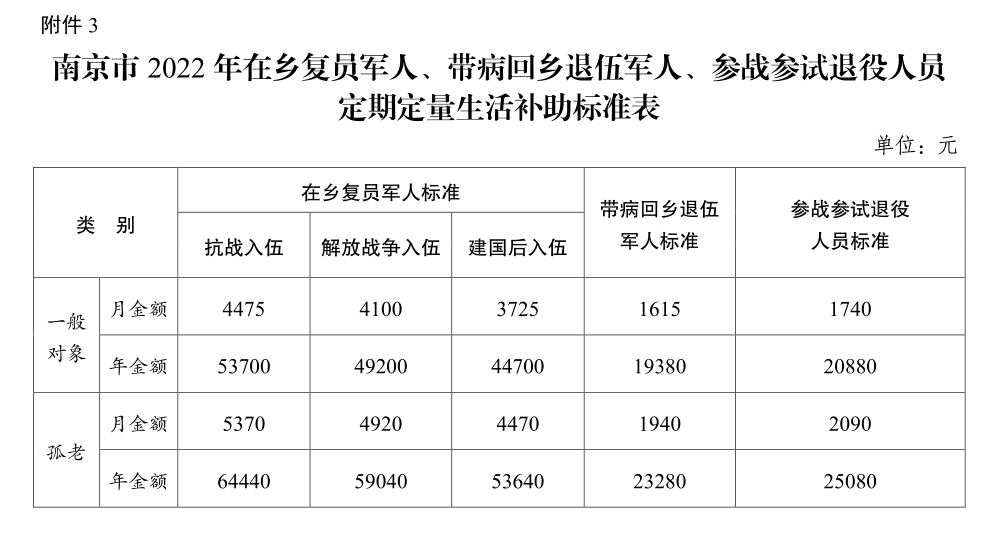 附件 3
南京市 2022 年在乡复员军人、带病回乡退伍军人、参战参试退役人员
定期定量生活补助标准表
单位：元
类 别 在乡复员军人标准 带病回乡退伍 参战参试退役
军人标准 人员标准
抗战入伍 解放战争入伍 建国后入伍
一般 月金额 4475 4100 3725 1615 1740
对象 年金额 53700 49200 44700 19380 20880
孤老 月金额 5370 4920 4470 1940 2090
年金额 64440 59040 53640 23280 25080